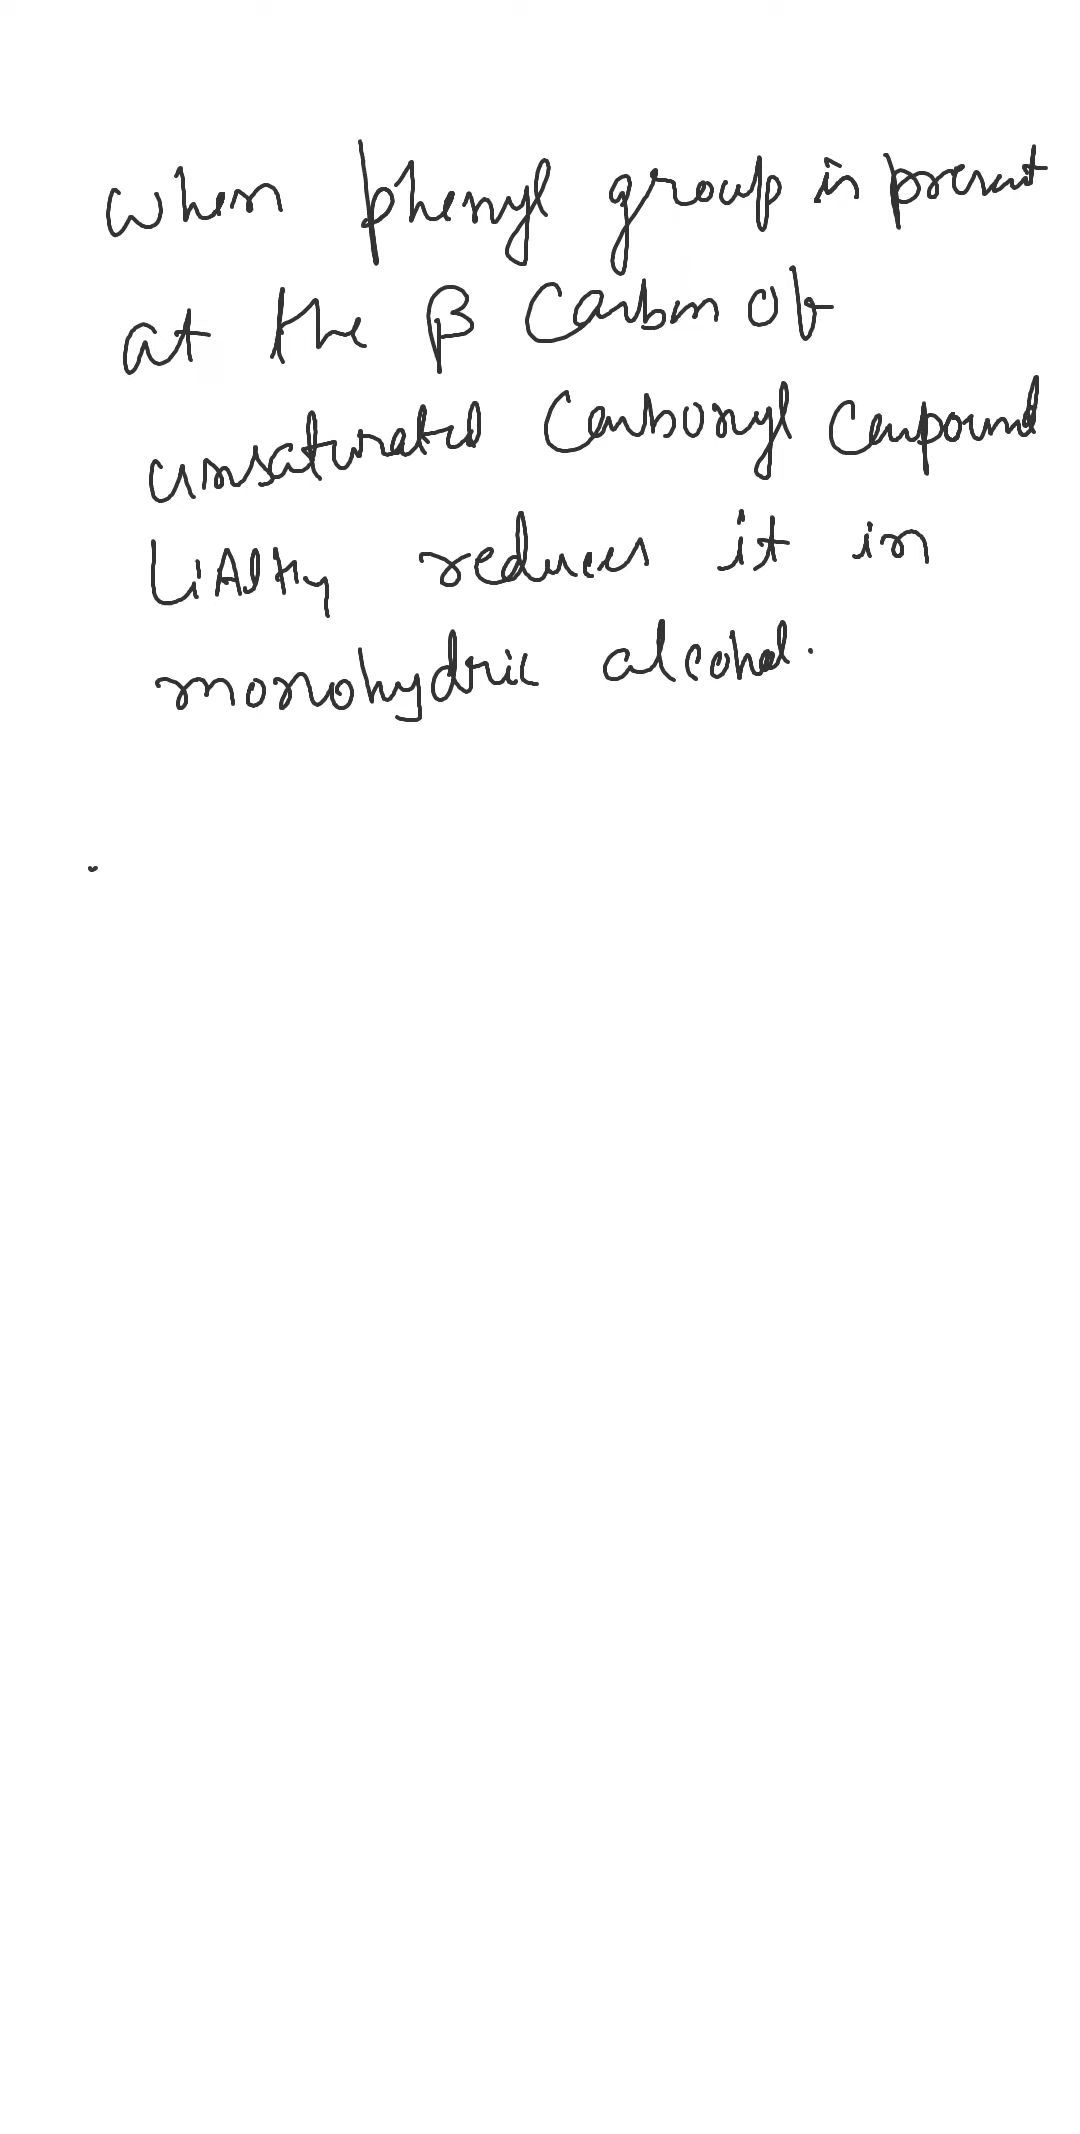 when phenyl group is present
at the β Carbon of
unsaturated Carbonyl Compound
LiAlH4 reduces it in
monohydric alcohol.